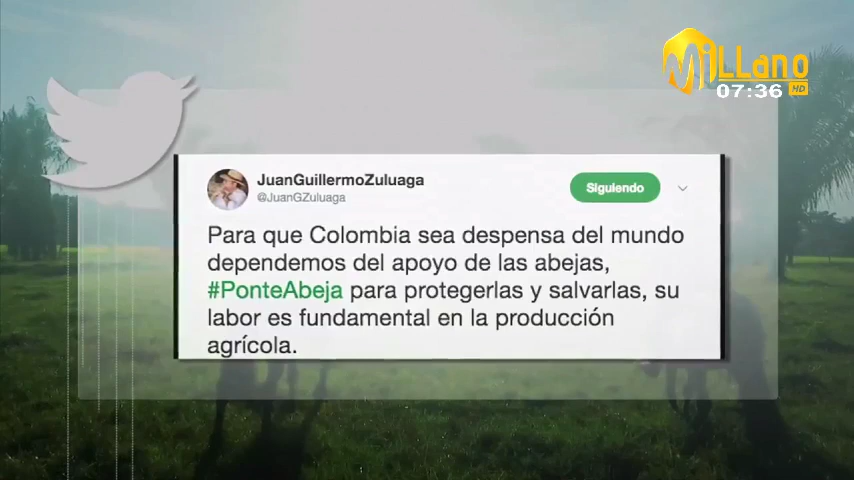 MiLLano
07:36 HD
JuanGuillermoZuluaga
@JuanGZuluaga
Siguiendo
Para que Colombia sea despensa del mundo
dependemos del apoyo de las abejas,
#PonteAbeja para protegerlas y salvarlas, su
labor es fundamental en la producción
agrícola.